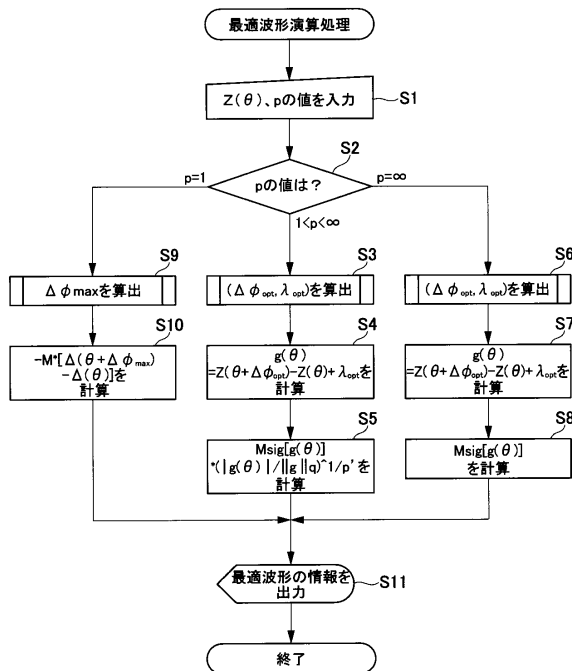 最適波形演算処理
Z(θ)、pの値を入力
S1
S2
pの値は?
p=1
p=∞
1<p<∞
S9
Δφmaxを算出
S3
(Δφopt,λopt)を算出
S6
(Δφopt,λopt)を算出
S10
-M*[Δ(θ+Δφmax)
-Δ(θ)]を
計算
S4
g(θ)
=Z(θ+Δφopt)-Z(θ)+λoptを
計算
S7
g(θ)
=Z(θ+Δφopt)-Z(θ)+λoptを
計算
S5
Msig[g(θ)]
*(|g(θ)|/‖g‖q)^1/p'を
計算
S8
Msig[g(θ)]
を計算
最適波形の情報を
出力
S11
終了